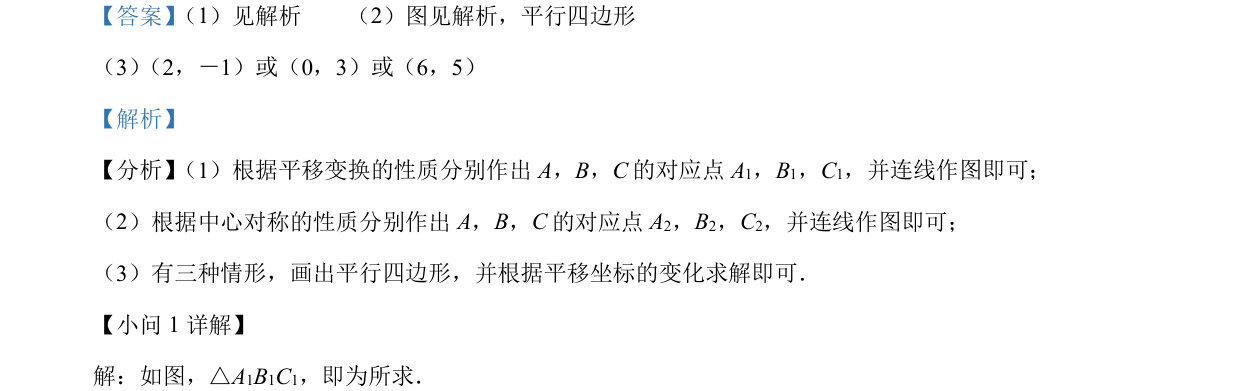 【答案】（1）见解析　　（2）图见解析，平行四边形
（3）（2，－1）或（0，3）或（6，5）
【解析】
【分析】（1）根据平移变换的性质分别作出 A，B，C 的对应点 A₁，B₁，C₁，并连线作图即可；
（2）根据中心对称的性质分别作出 A，B，C 的对应点 A₂，B₂，C₂，并连线作图即可；
（3）有三种情形，画出平行四边形，并根据平移坐标的变化求解即可．
【小问 1 详解】
解：如图，△A₁B₁C₁，即为所求．